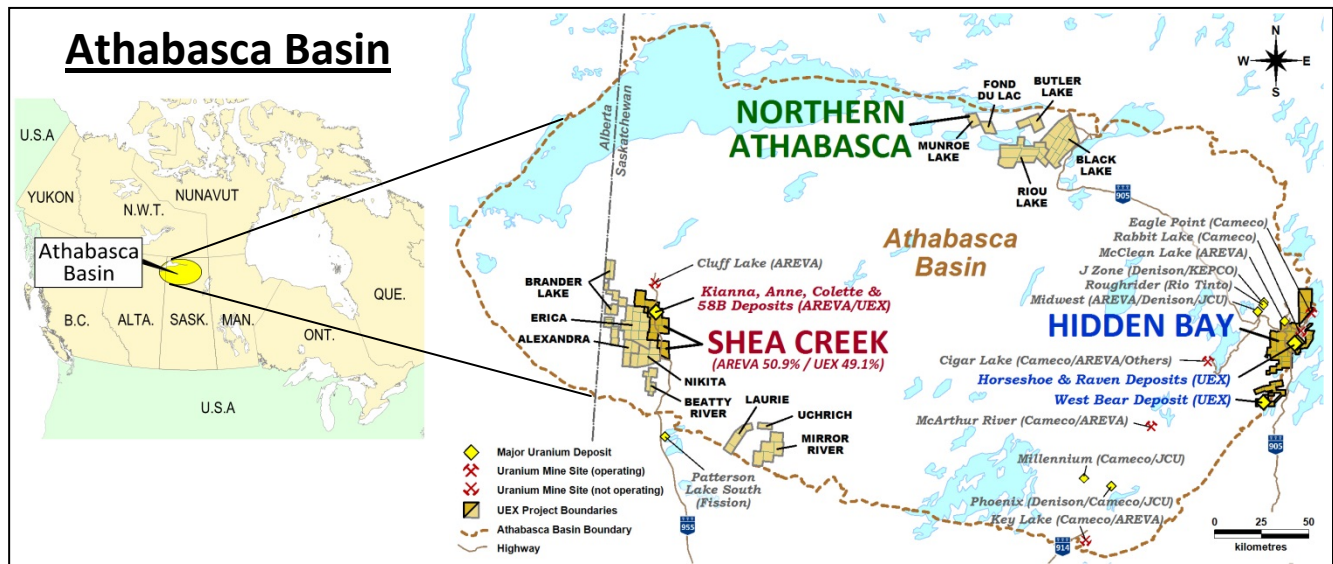 Athabasca Basin
U.S.A
YUKON
N.W.T.
NUNAVUT
Athabasca
Basin
B.C.
ALTA.
SASK.
MAN.
ONT.
QUE.
U.S.A
Alberta
Saskatchewan
NORTHERN
ATHABASCA
FOND
DU LAC
BUTLER
LAKE
MUNROE
LAKE
BLACK
LAKE
RIOU
LAKE
905
W N E
S
Athabasca
Basin
Eagle Point (Cameco)
Rabbit Lake (Cameco)
McClean Lake (AREVA)
J Zone (Denison/KEPCO)
Roughrider (Rio Tinto)
Midwest (AREVA/Denison/JCU)
HIDDEN BAY
Cigar Lake (Cameco/AREVA/Others)
Horseshoe & Raven Deposits (UEX)
West Bear Deposit (UEX)
McArthur River (Cameco/AREVA)
905
Millennium (Cameco/JCU)
Phoenix (Denison/Cameco/JCU)
Key Lake (Cameco/AREVA)
914
BRANDER
LAKE
ERICA
ALEXANDRA
Cluff Lake (AREVA)
Kianna, Anne, Colette &
58B Deposits (AREVA/UEX)
SHEA CREEK
(AREVA 50.9% / UEX 49.1%)
NIKITA
BEATTY
RIVER
LAURIE
UCHRICH
MIRROR
RIVER
Patterson
Lake South
(Fission)
955
Major Uranium Deposit
Uranium Mine Site (operating)
Uranium Mine Site (not operating)
UEX Project Boundaries
Athabasca Basin Boundary
Highway
0 25 50
kilometres